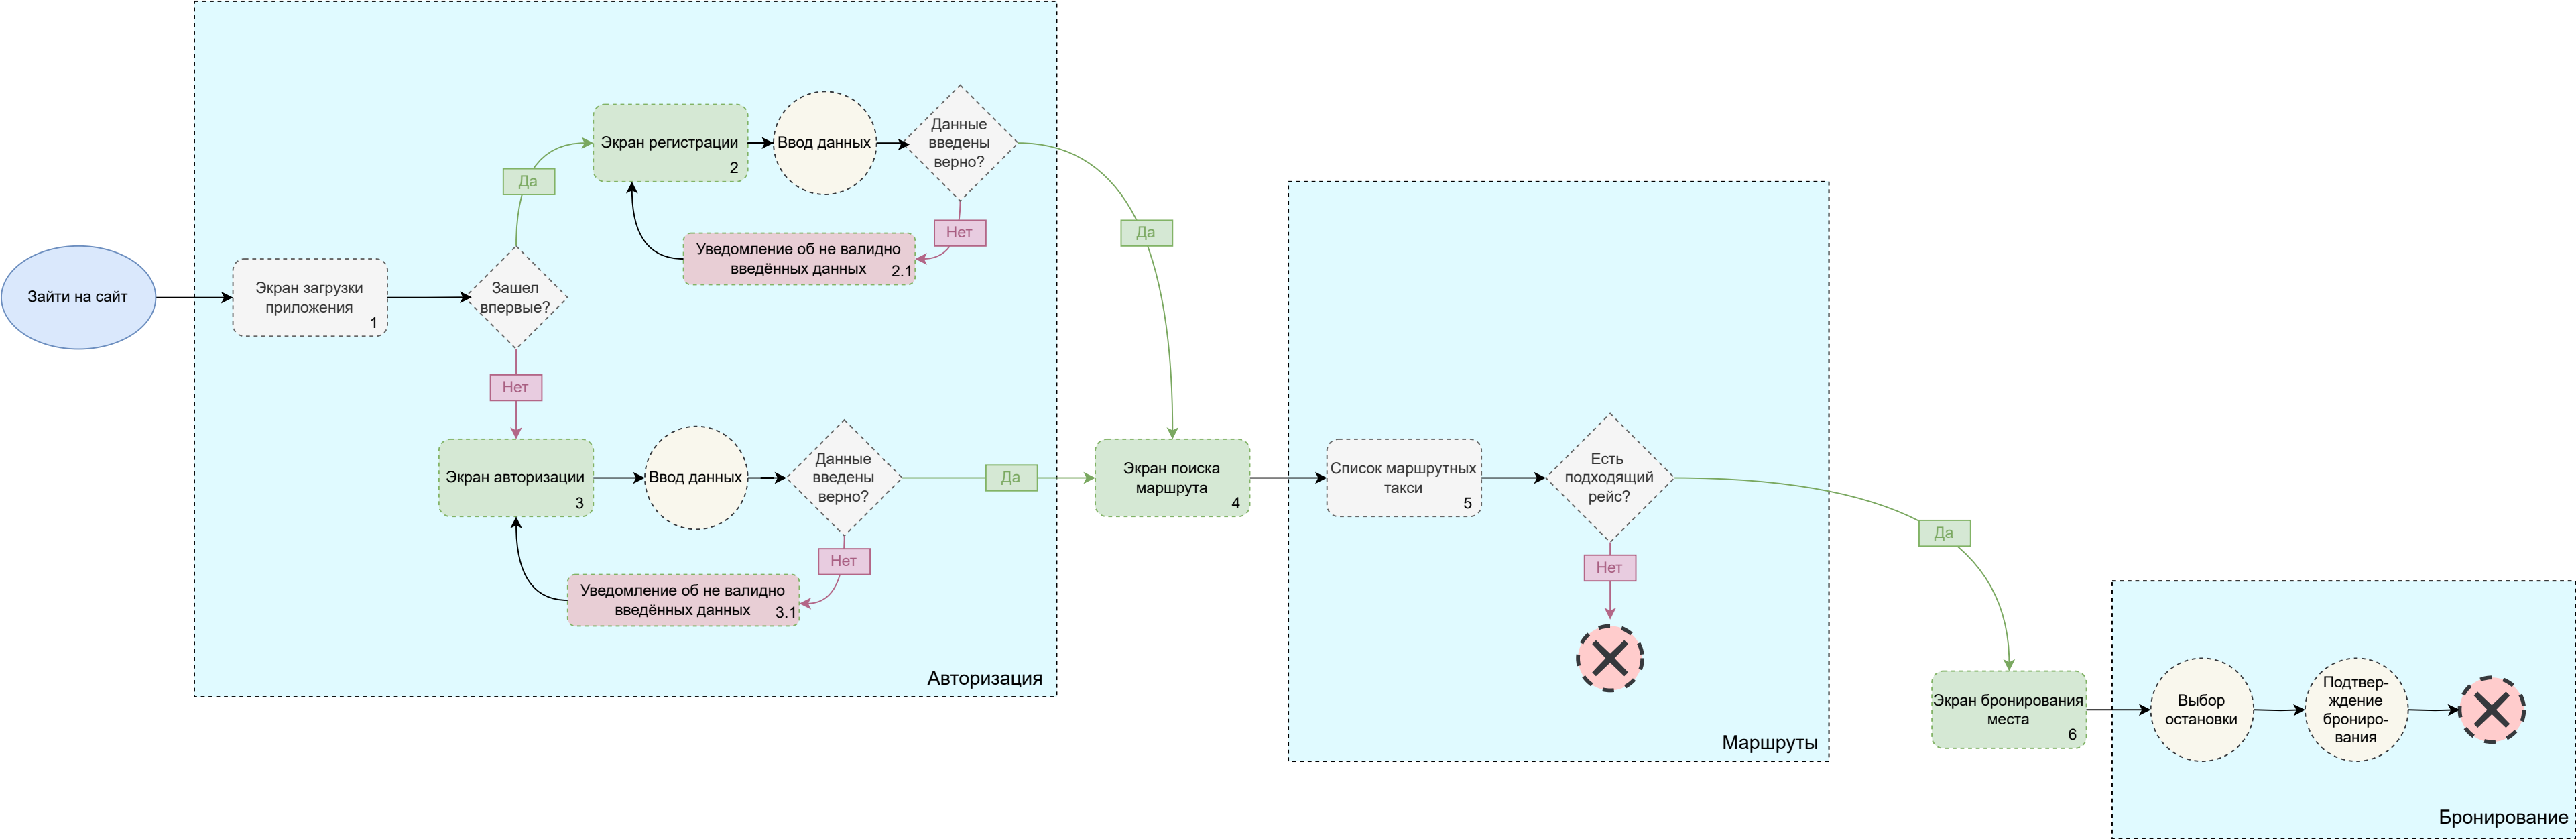 Зайти на сайт
Экран загрузки
приложения
1
Зашел
впервые?
Да
Экран регистрации
2
Ввод данных
Данные
введены
верно?
Нет
Уведомление об не валидно
введённых данных
2.1
Да
Нет
Экран авторизации
3
Ввод данных
Данные
введены
верно?
Нет
Уведомление об не валидно
введённых данных
3.1
Да
Авторизация
Экран поиска
маршрута
4
Список маршрутных
такси
5
Есть
подходящий
рейс?
Нет
Да
Маршруты
Экран бронирования
места
6
Выбор
остановки
Подтвер-
ждение
брониро-
вания
Бронирование